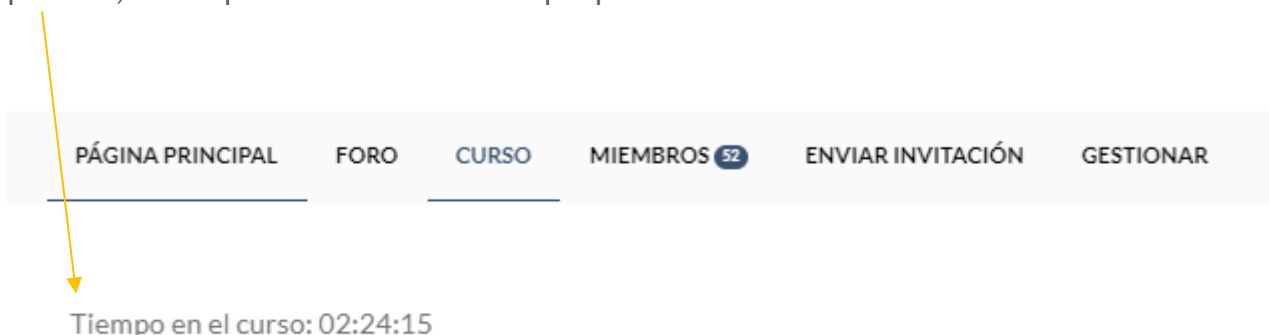 PÁGINA PRINCIPAL FORO CURSO MIEMBROS 52 ENVIAR INVITACIÓN GESTIONAR
Tiempo en el curso: 02:24:15